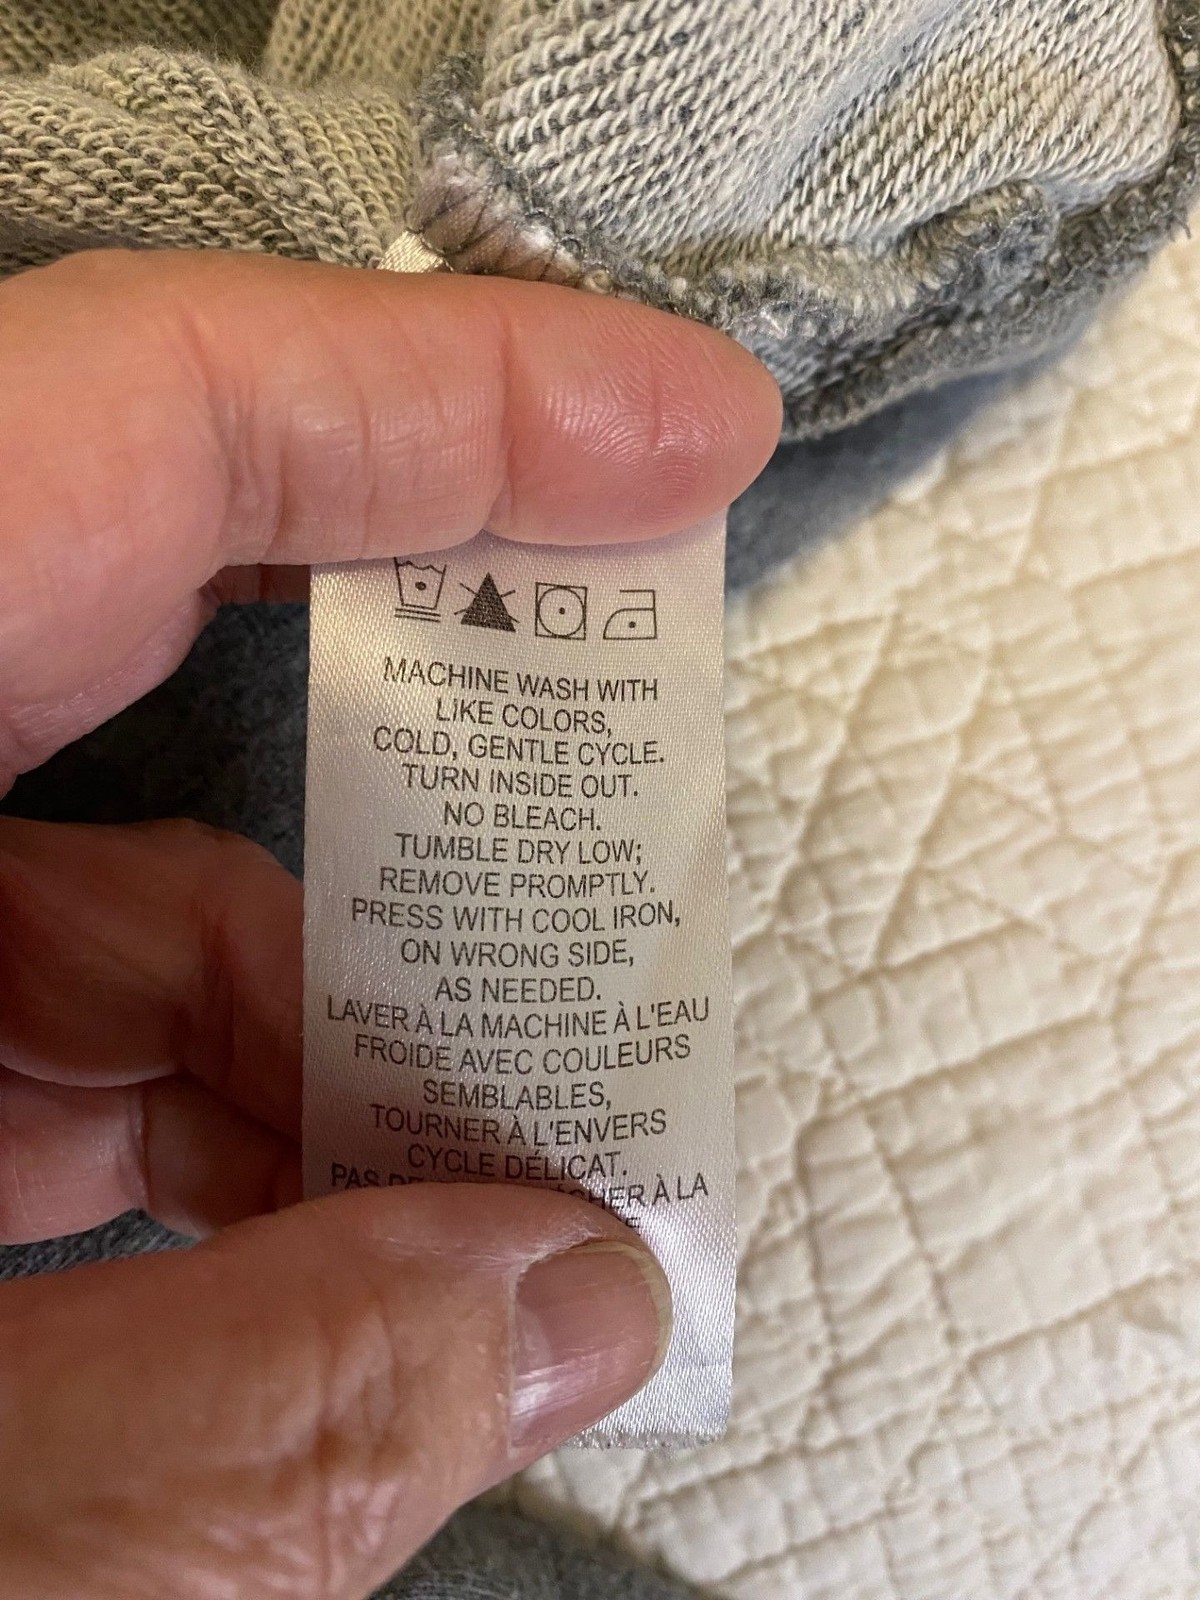 MACHINE WASH WITH
LIKE COLORS,
COLD, GENTLE CYCLE.
TURN INSIDE OUT.
NO BLEACH.
TUMBLE DRY LOW;
REMOVE PROMPTLY.
PRESS WITH COOL IRON,
ON WRONG SIDE,
AS NEEDED.
LAVER À LA MACHINE À L'EAU
FROIDE AVEC COULEURS
SEMBLABLES,
TOURNER À L'ENVERS
CYCLE DÉLICAT.
PAS À LA